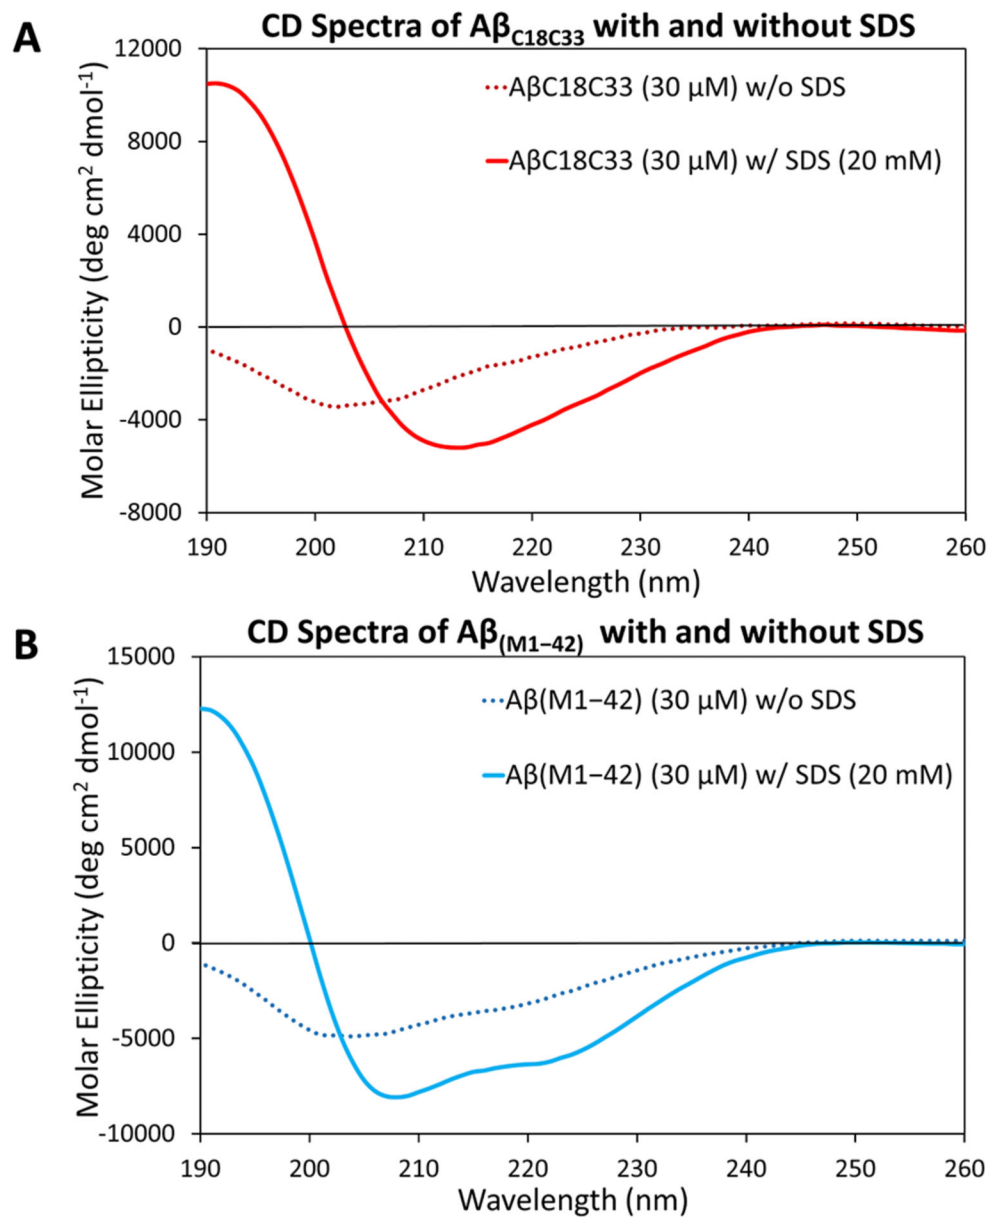 A
CD Spectra of AβC18C33 with and without SDS
12000
8000
4000
0
-4000
-8000
Molar Ellipticity (deg cm2 dmol-1)
AβC18C33 (30 μM) w/o SDS
AβC18C33 (30 μM) w/ SDS (20 mM)
190 200 210 220 230 240 250 260
Wavelength (nm)
B
CD Spectra of Aβ(M1−42) with and without SDS
15000
10000
5000
0
-5000
-10000
Molar Ellipticity (deg cm2 dmol-1)
Aβ(M1−42) (30 μM) w/o SDS
Aβ(M1−42) (30 μM) w/ SDS (20 mM)
190 200 210 220 230 240 250 260
Wavelength (nm)